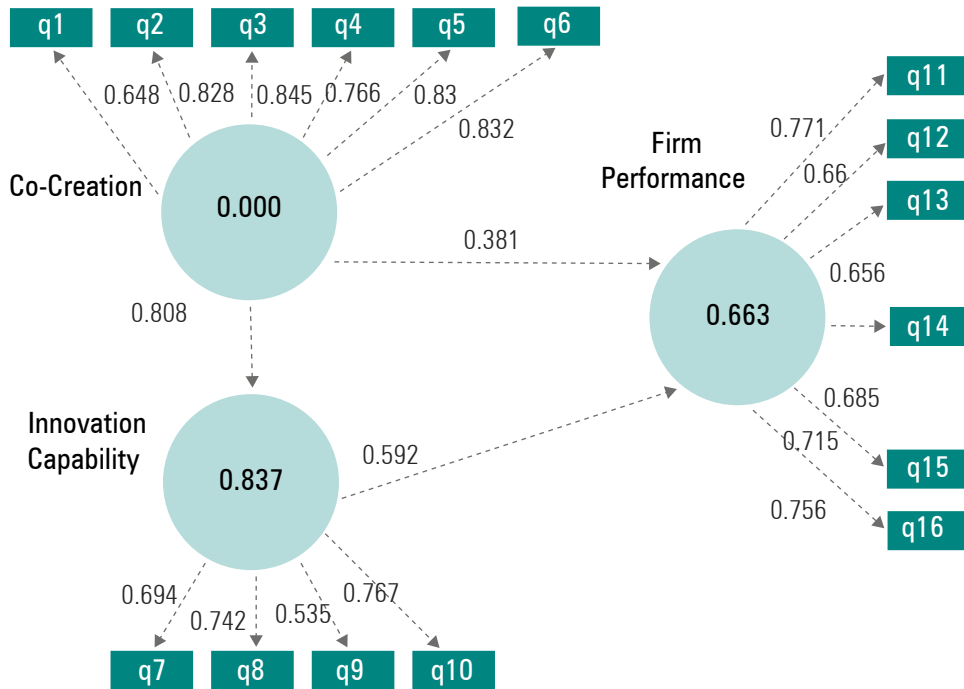 q1
q2
q3
q4
q5
q6
0.648
0.828
0.845
0.766
0.83
0.832
Co-Creation
0.000
Firm
Performance
0.771
0.66
0.656
q11
q12
q13
0.381
0.808
0.663
q14
Innovation
Capability
0.837
0.592
0.685
0.715
0.756
q15
q16
0.694
0.742
0.535
0.767
q7
q8
q9
q10